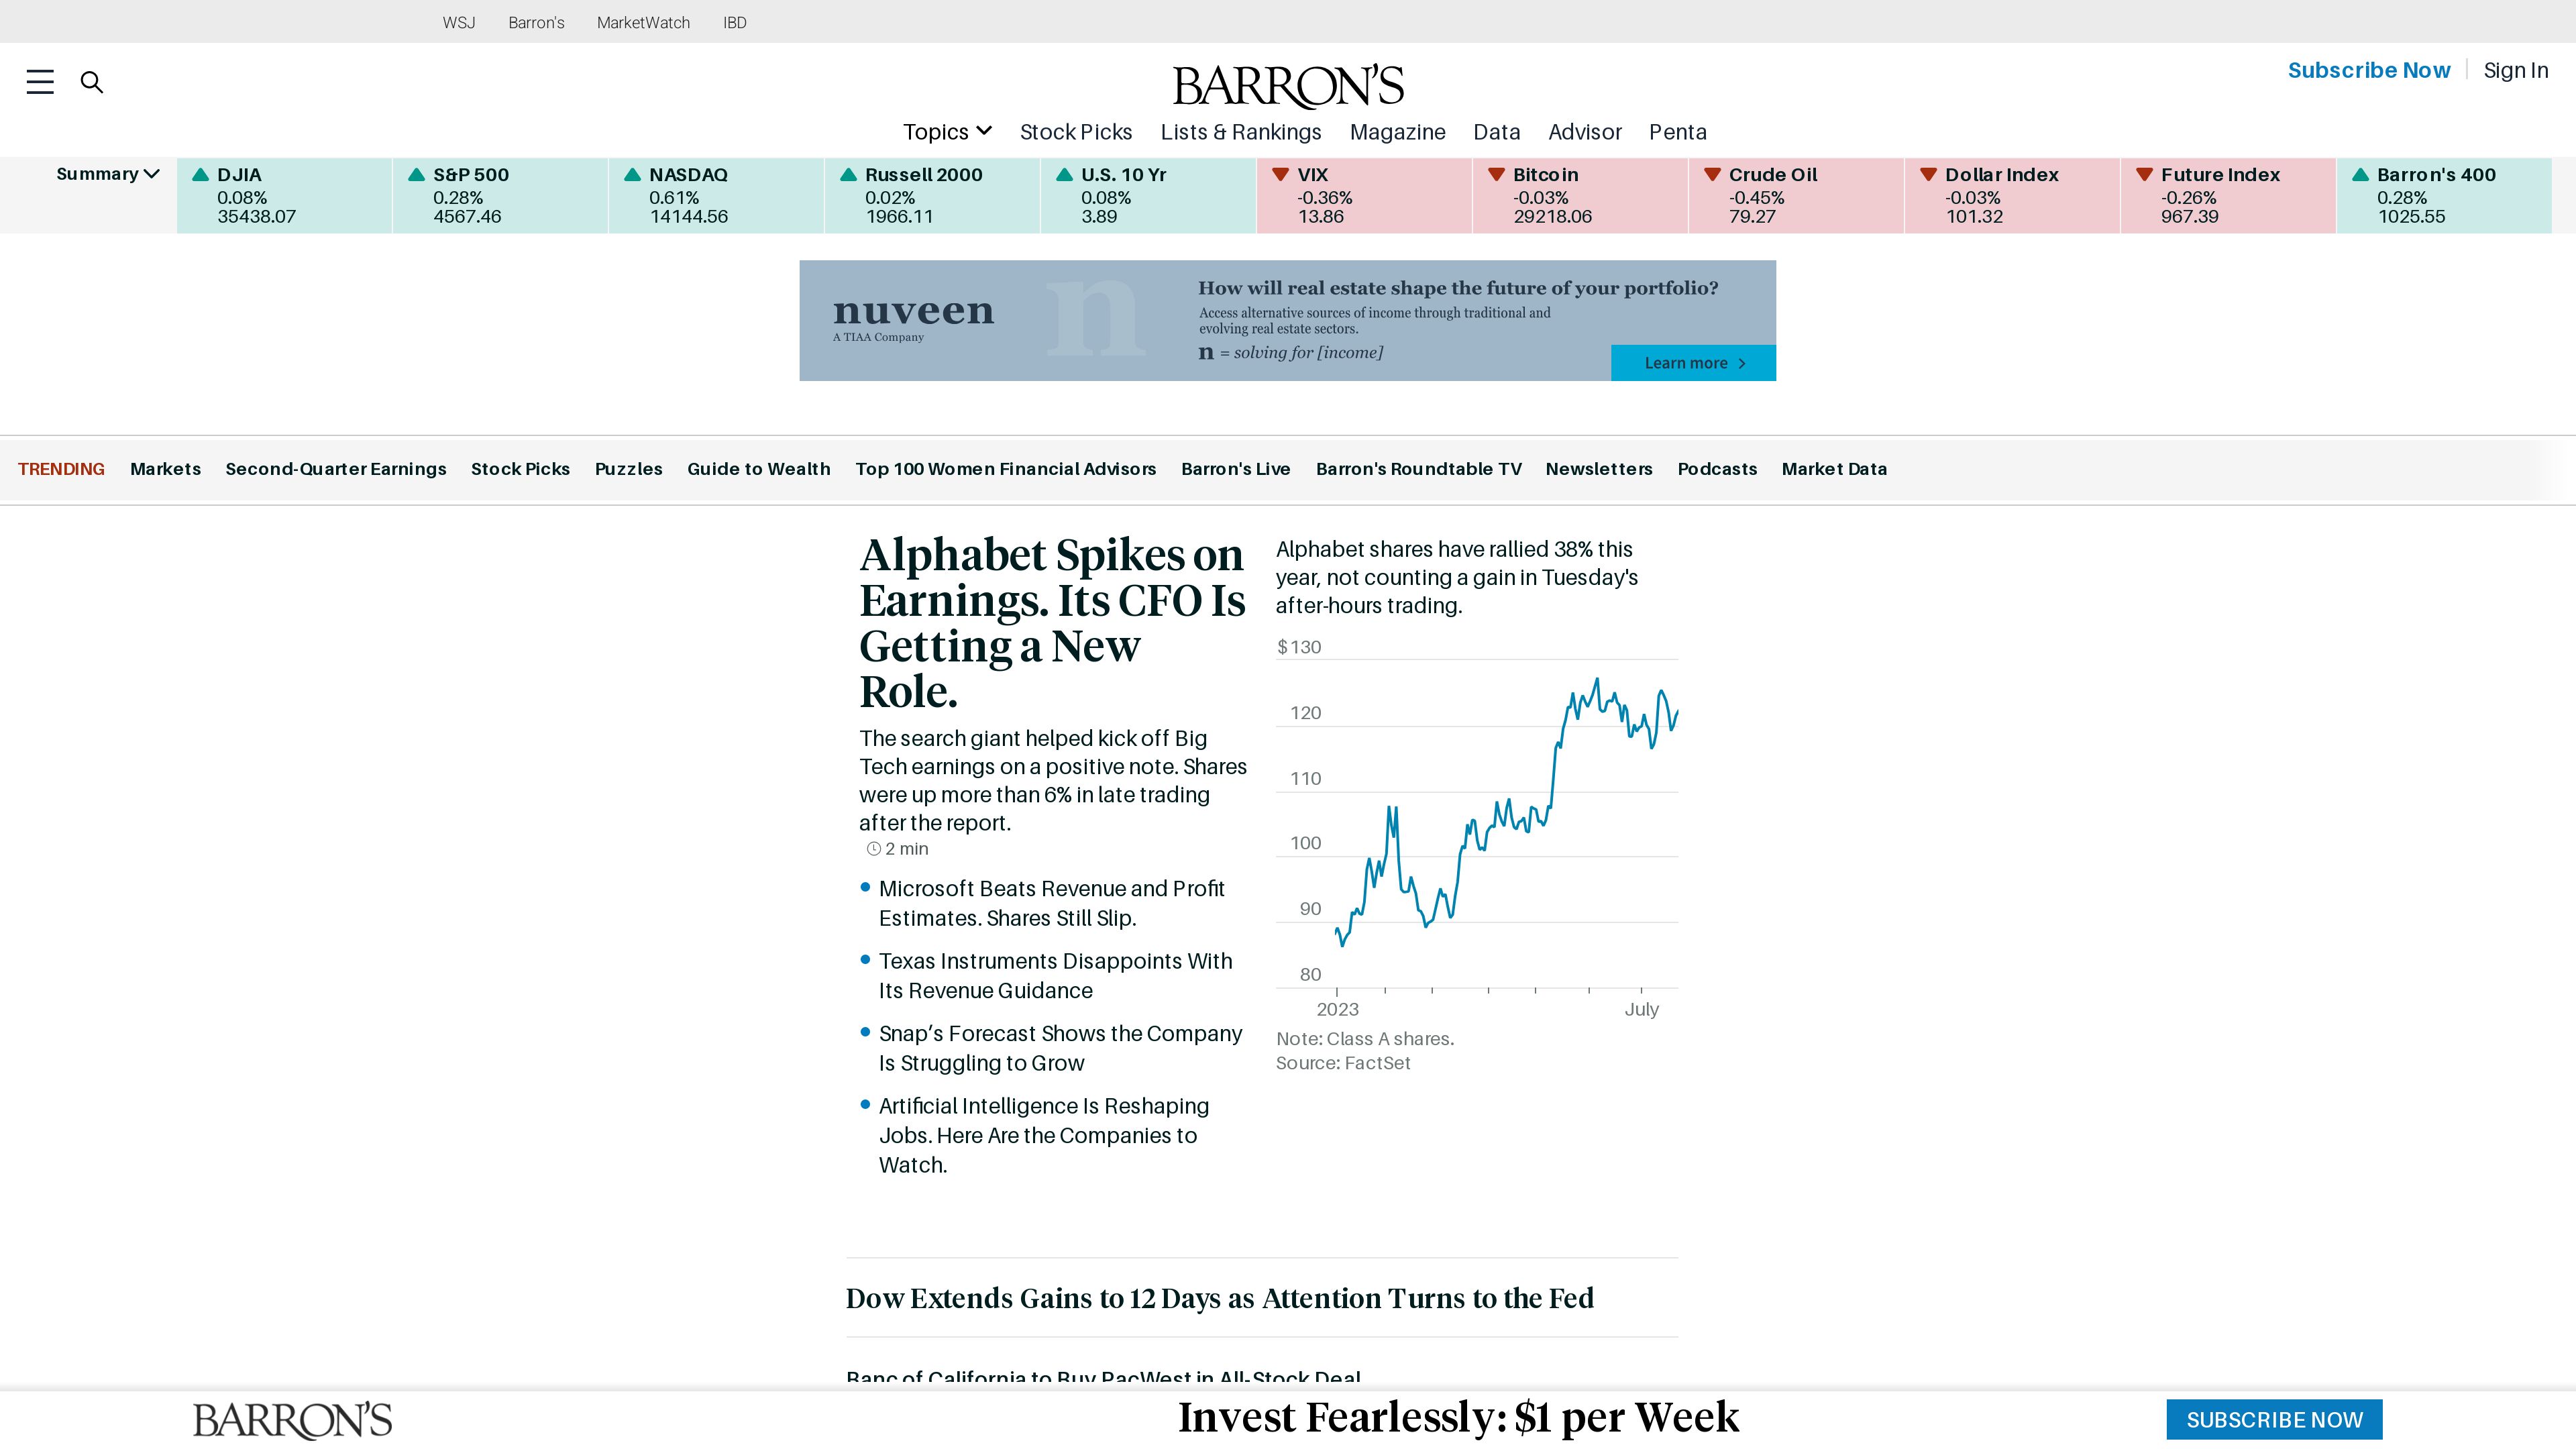 WSJ Barron's MarketWatch IBD
BARRON'S
Subscribe Now Sign In
Topics Stock Picks Lists & Rankings Magazine Data Advisor Penta
Summary
DJIA
0.08%
35438.07
S&P 500
0.28%
4567.46
NASDAQ
0.61%
14144.56
Russell 2000
0.02%
1966.11
U.S. 10 Yr
0.08%
3.89
VIX
-0.36%
13.86
Bitcoin
-0.03%
29218.06
Crude Oil
-0.45%
79.27
Dollar Index
-0.03%
101.32
Future Index
-0.26%
967.39
Barron's 400
0.28%
1025.55
nuveen
A TIAA Company
n
How will real estate shape the future of your portfolio?
Access alternative sources of income through traditional and
evolving real estate sectors.
n = solving for [income]
Learn more
TRENDING Markets Second-Quarter Earnings Stock Picks Puzzles Guide to Wealth Top 100 Women Financial Advisors Barron's Live Barron's Roundtable TV Newsletters Podcasts Market Data
Alphabet Spikes on
Earnings. Its CFO Is
Getting a New
Role.
The search giant helped kick off Big
Tech earnings on a positive note. Shares
were up more than 6% in late trading
after the report.
2 min
Microsoft Beats Revenue and Profit
Estimates. Shares Still Slip.
Texas Instruments Disappoints With
Its Revenue Guidance
Snap’s Forecast Shows the Company
Is Struggling to Grow
Artificial Intelligence Is Reshaping
Jobs. Here Are the Companies to
Watch.
Alphabet shares have rallied 38% this
year, not counting a gain in Tuesday's
after-hours trading.
$130
120
110
100
90
80
2023 July
Note: Class A shares.
Source: FactSet
Dow Extends Gains to 12 Days as Attention Turns to the Fed
Banc of California to Buy PacWest in All-Stock Deal
BARRON'S
Invest Fearlessly: $1 per Week
SUBSCRIBE NOW